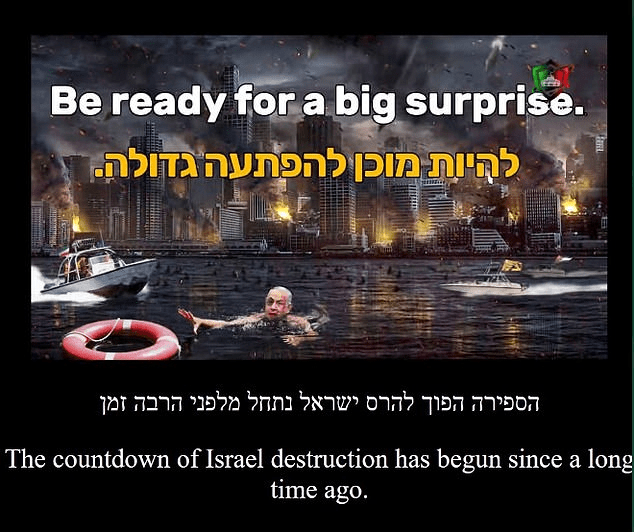 Be ready for a big surprise.
להיות מוכן להפתעה גדולה.
הספירה הפוך להרס ישראל נתחל מלפני הרבה זמן
The countdown of Israel destruction has begun since a long
time ago.